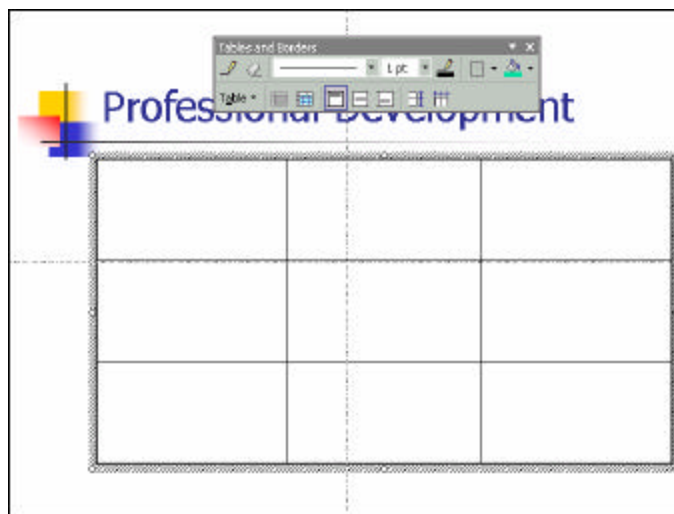 Tables and Borders
1 pt
Table
Professional Development